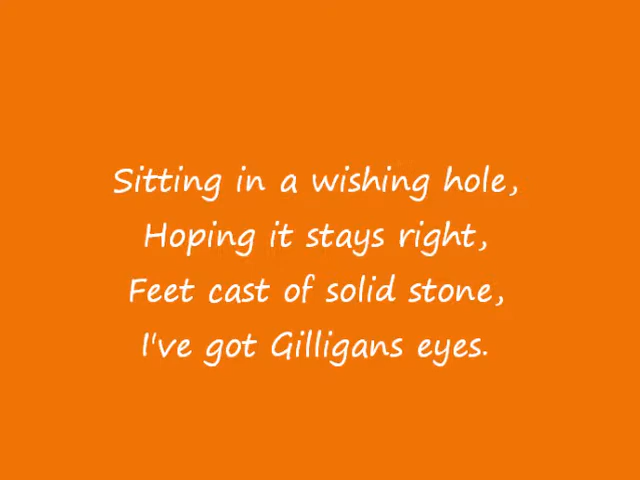 Sitting in a wishing hole,
Hoping it stays right,
Feet cast of solid stone,
I've got Gilligans eyes.